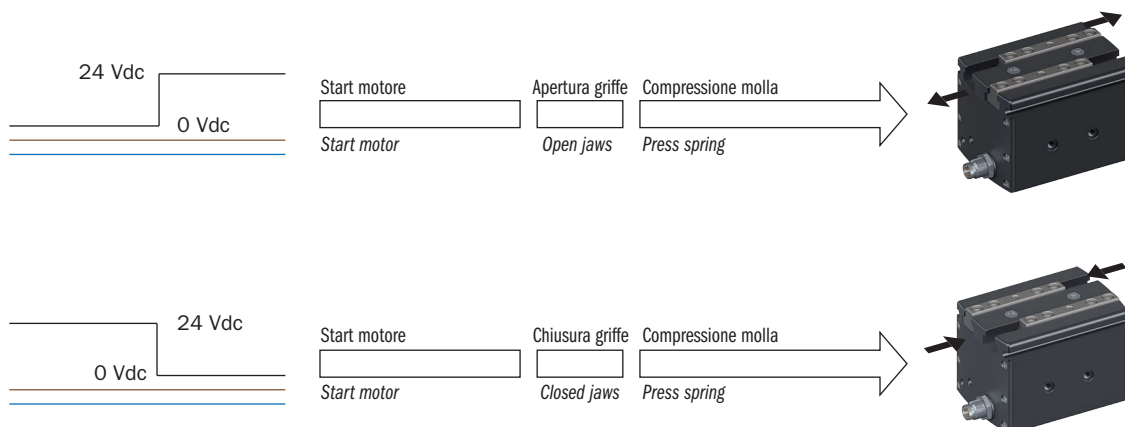 24 Vdc
0 Vdc
Start motore
Apertura griffe
Compressione molla
Start motor
Open jaws
Press spring
24 Vdc
0 Vdc
Start motore
Chiusura griffe
Compressione molla
Start motor
Closed jaws
Press spring